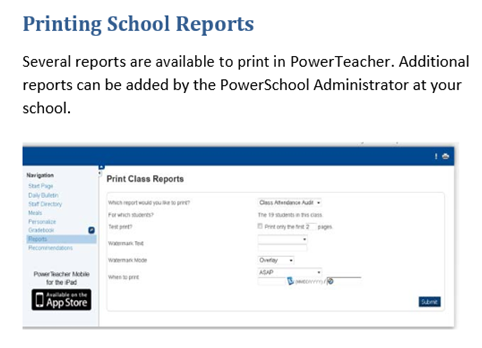 Printing School Reports
Several reports are available to print in PowerTeacher. Additional
reports can be added by the PowerSchool Administrator at your
school.
Navigation
Start Page
Daily Bulletin
Staff Directory
Meals
Personalize
Gradebook
Reports
Recommendations
PowerTeacher Mobile
for the iPad
Available on the
App Store
Print Class Reports
Which report would you like to print? Class Attendance Audit
For which students? The 19 students in this class
Test print? Print only the first 2 pages
Watermark Text
Watermark Mode Overlay
When to print ASAP
(MM/DD/YYYY)
Submit